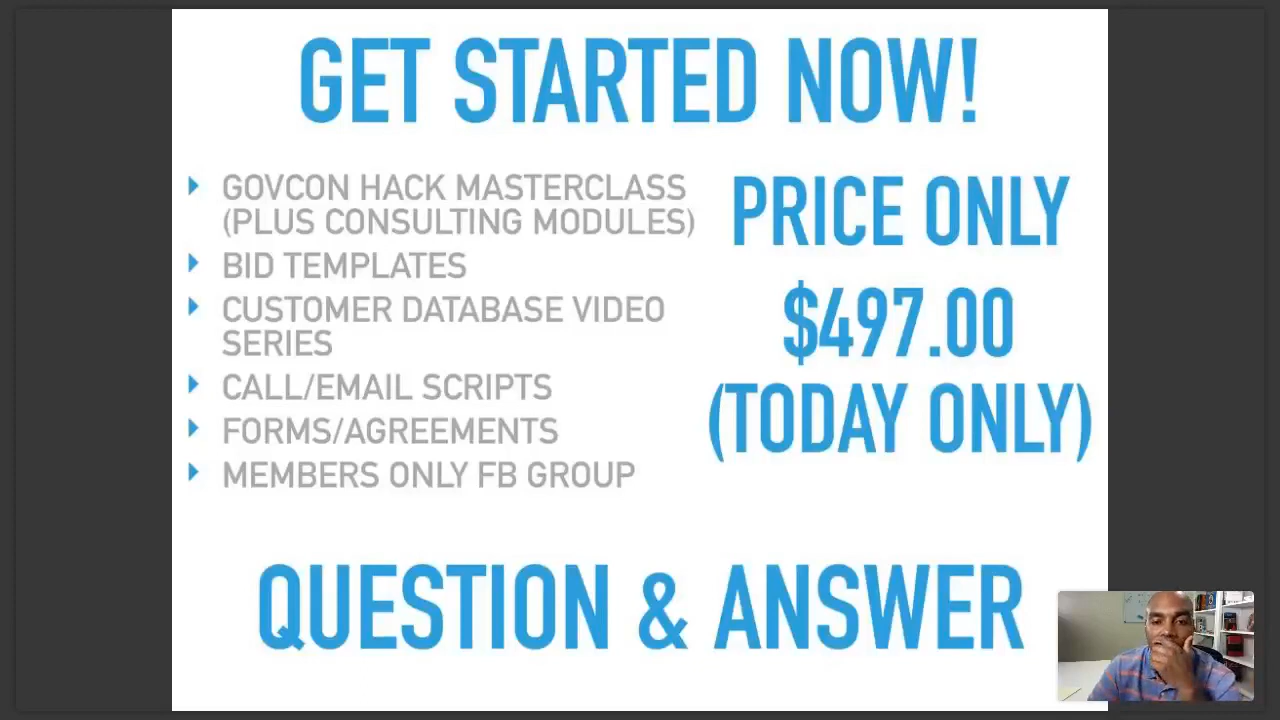 GET STARTED NOW!
GOVCON HACK MASTERCLASS
(PLUS CONSULTING MODULES)
BID TEMPLATES
CUSTOMER DATABASE VIDEO
SERIES
CALL/EMAIL SCRIPTS
FORMS/AGREEMENTS
MEMBERS ONLY FB GROUP
PRICE ONLY
$497.00
(TODAY ONLY)
QUESTION & ANSWER